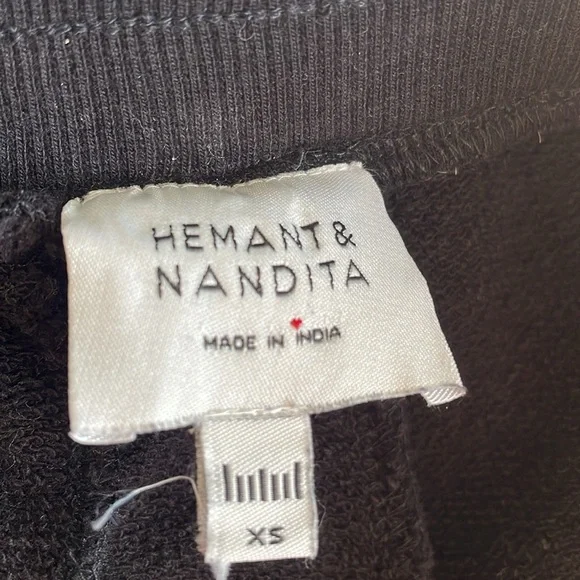 HEMANT &
NANDITA
MADE IN INDIA
XS